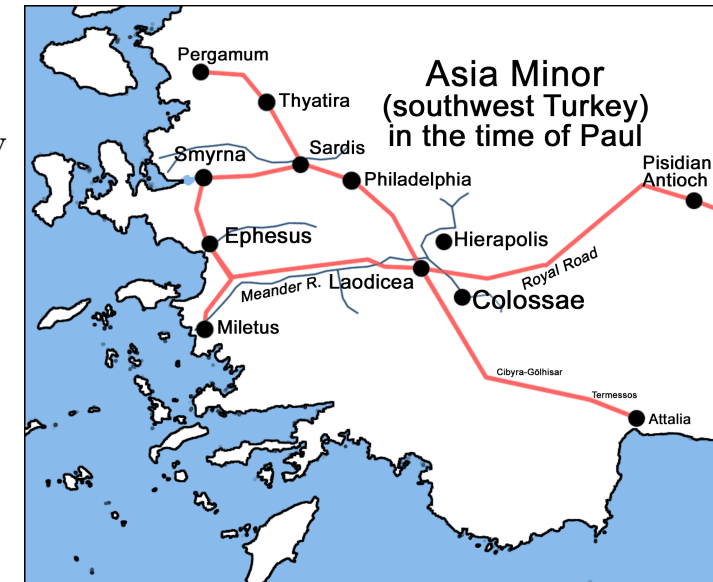 Asia Minor
(southwest Turkey)
in the time of Paul
Pergamum
Thyatira
Smyrna
Sardis
Philadelphia
Pisidian
Antioch
Ephesus
Hierapolis
Royal Road
Meander R.
Laodicea
Colossae
Miletus
Cibyra-Gölhisar
Termessos
Attalia
y